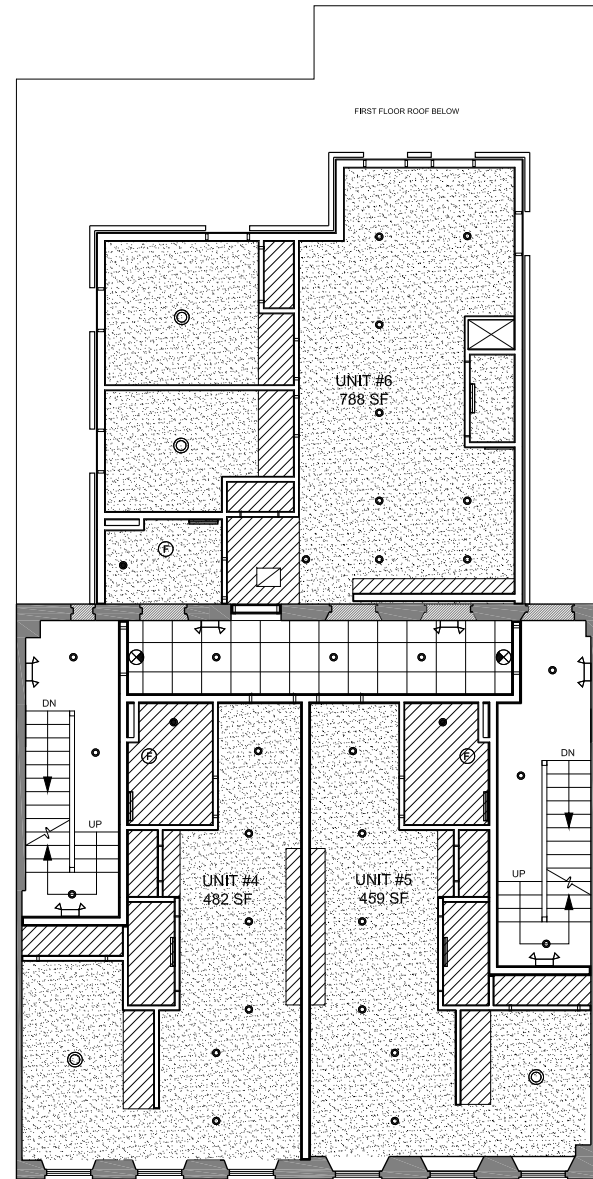 FIRST FLOOR ROOF BELOW
UNIT #6
788 SF
F
DN
UP
F
F
DN
UP
UNIT #4
482 SF
UNIT #5
459 SF